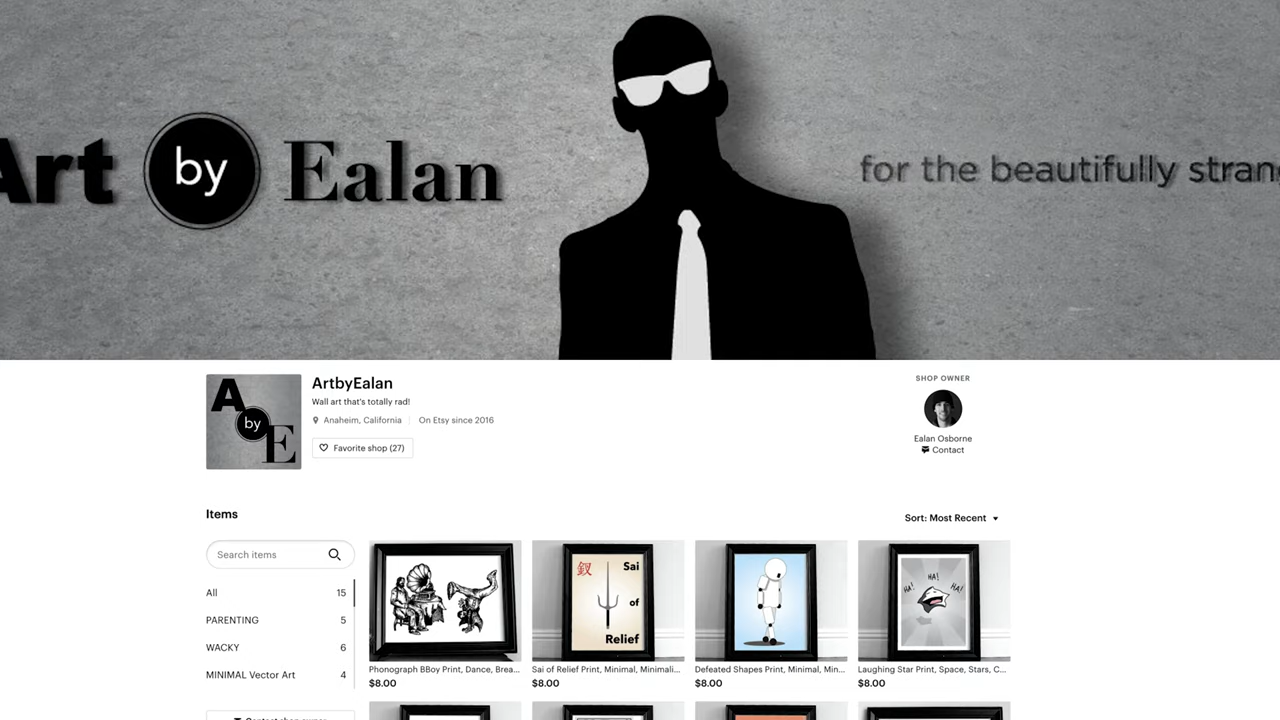 Art by Ealan
for the beautifully
A
by
E
ArtbyEalan
Wall art that's totally rad!
Anaheim, California
On Etsy since 2016
Favorite shop (27)
SHOP OWNER
Ealan Osborne
Contact
Items
Sort: Most Recent
Search items
All 15
PARENTING 5
WACKY 6
MINIMAL Vector Art 4
釵
Sai
of
Relief
HA!
HA!
HA!
Phonograph BBoy Print, Dance, Brea...
$8.00
Sai of Relief Print, Minimal, Minimali...
$8.00
Defeated Shapes Print, Minimal, Min...
$8.00
Laughing Star Print, Space, Stars, C...
$8.00
Contact shop owner